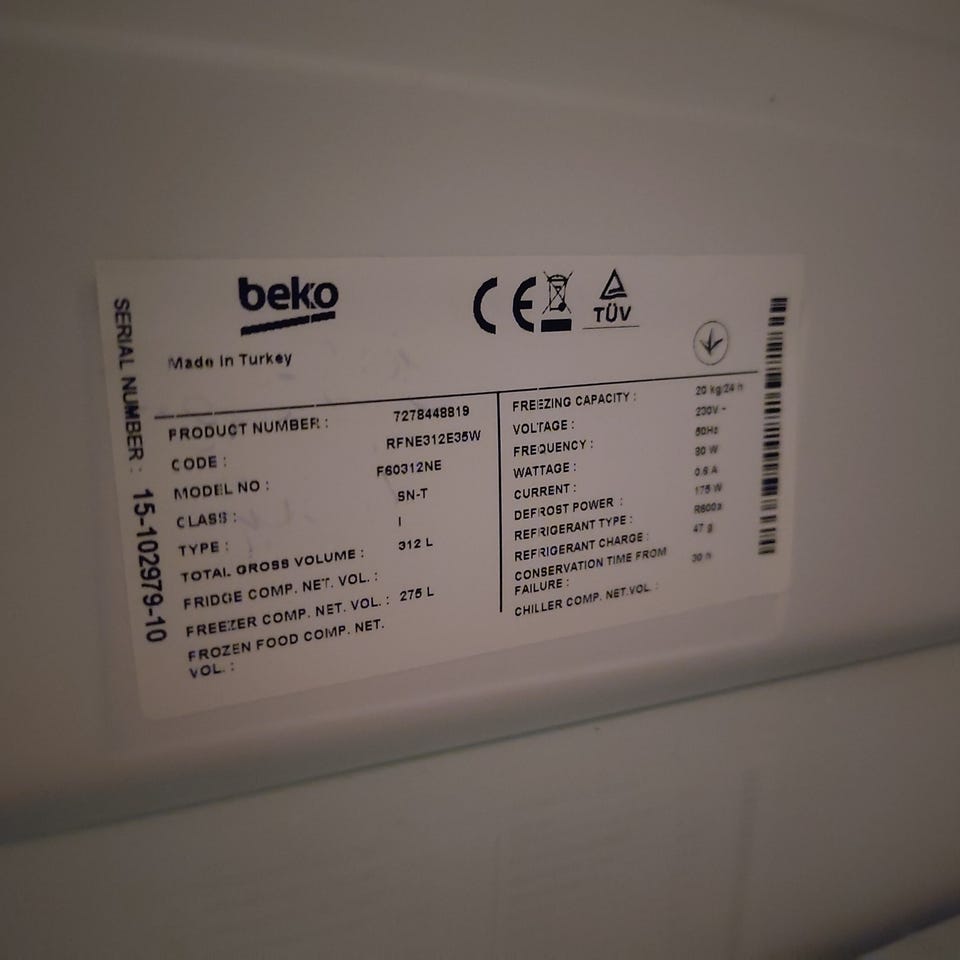 beko
CE
TÜV
Made in Turkey
SERIAL NUMBER : 15-102979-10
PRODUCT NUMBER : 7278448819
CODE : RFNE312E35W
MODEL NO : F60312NE
CLASS : SN-T
TYPE : I
TOTAL GROSS VOLUME : 312 L
FRIDGE COMP. NET. VOL. :
FREEZER COMP. NET. VOL. : 275 L
FROZEN FOOD COMP. NET.
VOL. :
FREEZING CAPACITY : 20 kg/24 h
VOLTAGE : 230V ~
FREQUENCY : 50Hz
WATTAGE :
CURRENT :
DEFROST POWER : 175 W
REFRIGERANT TYPE : R600a
REFRIGERANT CHARGE : 47 g
CONSERVATION TIME FROM
FAILURE : 30 h
CHILLER COMP. NET.VOL. :